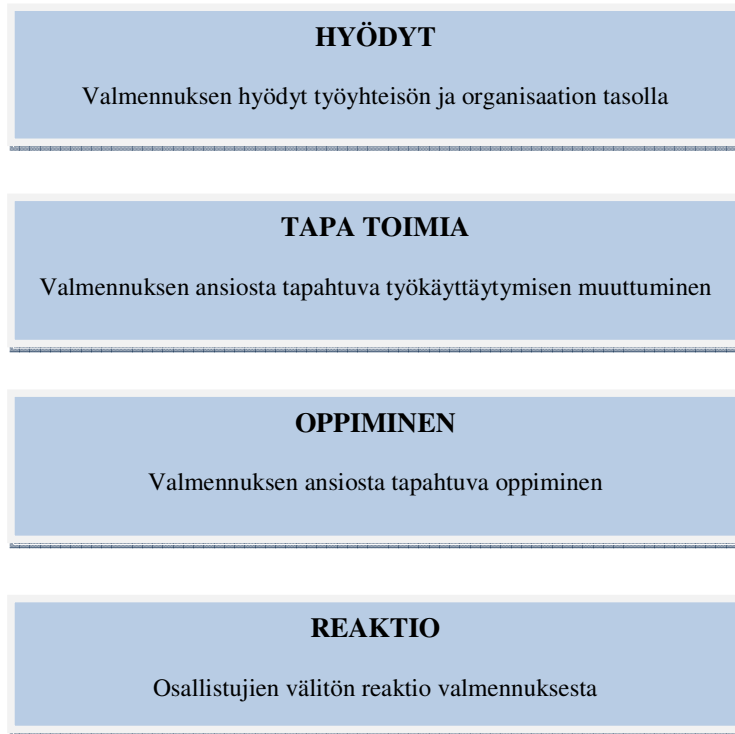 HYÖDYT
Valmennuksen hyödyt työyhteisön ja organisaation tasolla
TAPA TOIMIA
Valmennuksen ansiosta tapahtuva työkäyttäytymisen muuttuminen
OPPIMINEN
Valmennuksen ansiosta tapahtuva oppiminen
REAKTIO
Osallistujien välitön reaktio valmennuksesta